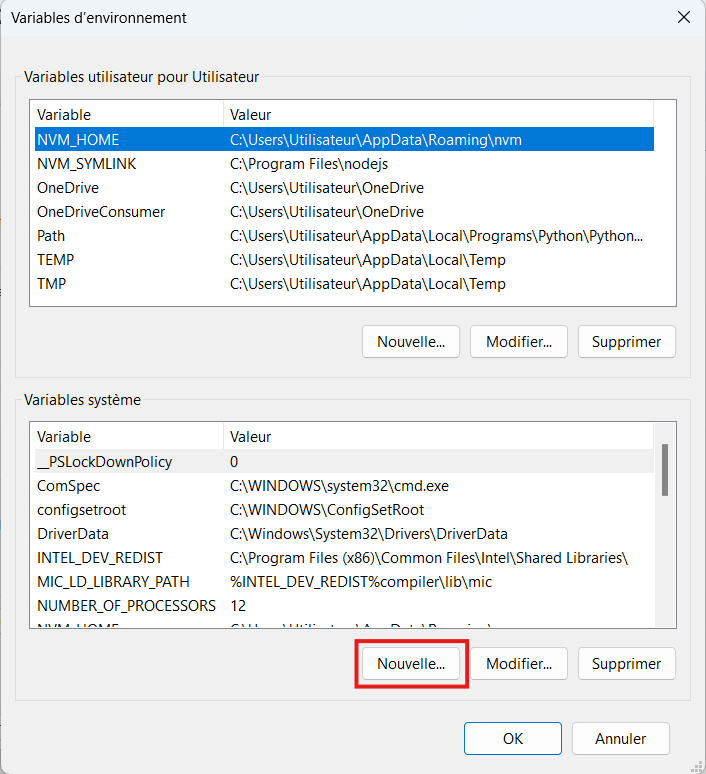 Variables d’environnement
Variables utilisateur pour Utilisateur
Variable Valeur
NVM_HOME C:\Users\Utilisateur\AppData\Roaming\nvm
NVM_SYMLINK C:\Program Files\nodejs
OneDrive C:\Users\Utilisateur\OneDrive
OneDriveConsumer C:\Users\Utilisateur\OneDrive
Path C:\Users\Utilisateur\AppData\Local\Programs\Python\Python...
TEMP C:\Users\Utilisateur\AppData\Local\Temp
TMP C:\Users\Utilisateur\AppData\Local\Temp
Nouvelle... Modifier... Supprimer
Variables système
Variable Valeur
__PSLockDownPolicy 0
ComSpec C:\WINDOWS\system32\cmd.exe
configsetroot C:\WINDOWS\ConfigSetRoot
DriverData C:\Windows\System32\Drivers\DriverData
INTEL_DEV_REDIST C:\Program Files (x86)\Common Files\Intel\Shared Libraries\
MIC_LD_LIBRARY_PATH %INTEL_DEV_REDIST%compiler\lib\mic
NUMBER_OF_PROCESSORS 12
Nouvelle... Modifier... Supprimer
OK Annuler